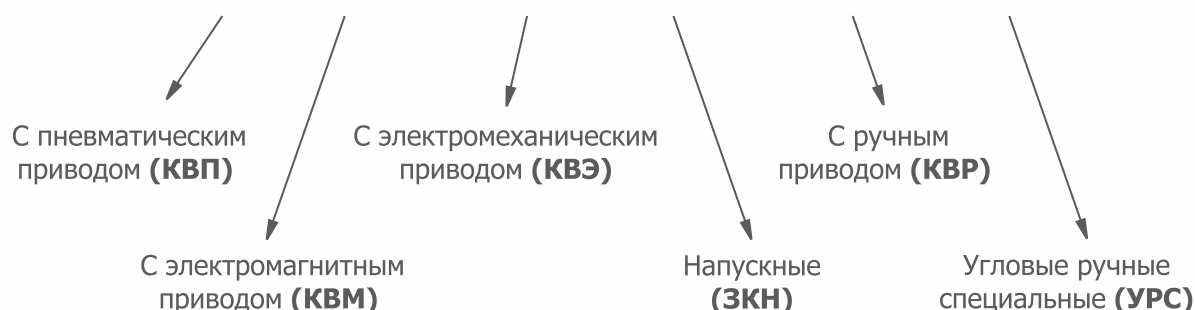 С пневматическим
приводом (КВП)
С электромеханическим
приводом (КВЭ)
С ручным
приводом (КВР)
С электромагнитным
приводом (КВМ)
Напускные
(ЗКН)
Угловые ручные
специальные (УРС)